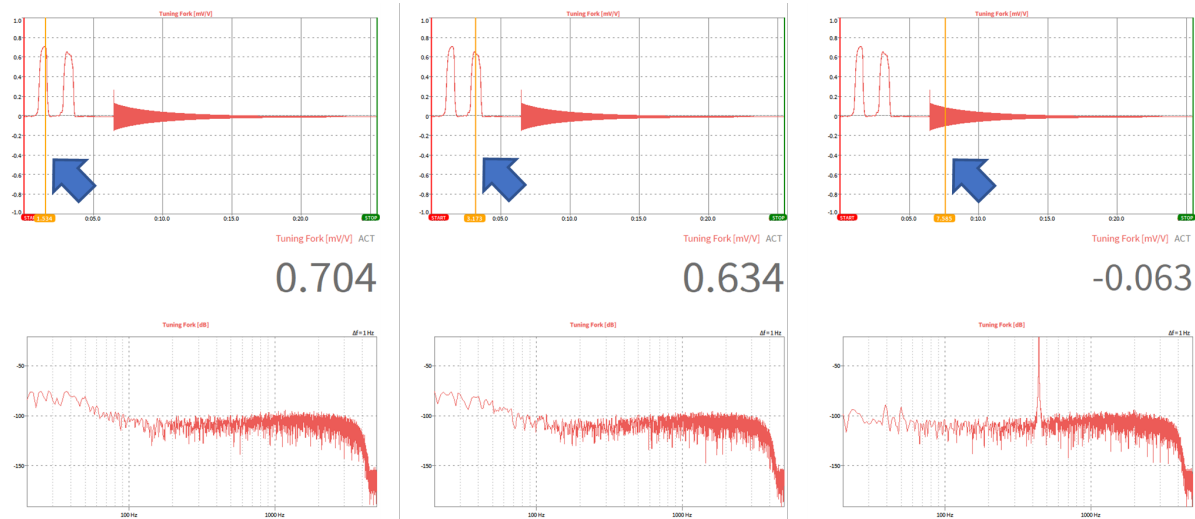 Tuning Fork [mV/V]
1.0
0.8
0.6
0.4
0.2
0
-0.2
-0.4
-0.6
-0.8
-1.0
1.534
0:05.0
0:10.0
0:15.0
0:20.0
STOP
Tuning Fork [mV/V] ACT
0.704
Tuning Fork [dB]
Δf = 1 Hz
-50
-100
-150
100 Hz
1000 Hz
Tuning Fork [mV/V]
1.0
0.8
0.6
0.4
0.2
0
-0.2
-0.4
-0.6
-0.8
-1.0
START
3.173
0:05.0
0:10.0
0:15.0
0:20.0
STOP
Tuning Fork [mV/V] ACT
0.634
Tuning Fork [dB]
Δf = 1 Hz
-50
-100
-150
100 Hz
1000 Hz
Tuning Fork [mV/V]
1.0
0.8
0.6
0.4
0.2
0
-0.2
-0.4
-0.6
-0.8
-1.0
START
0:05.0
0:10.0
0:15.0
0:20.0
STOP
Tuning Fork [mV/V] ACT
-0.063
Tuning Fork [dB]
Δf = 1 Hz
-50
-100
-150
100 Hz
1000 Hz